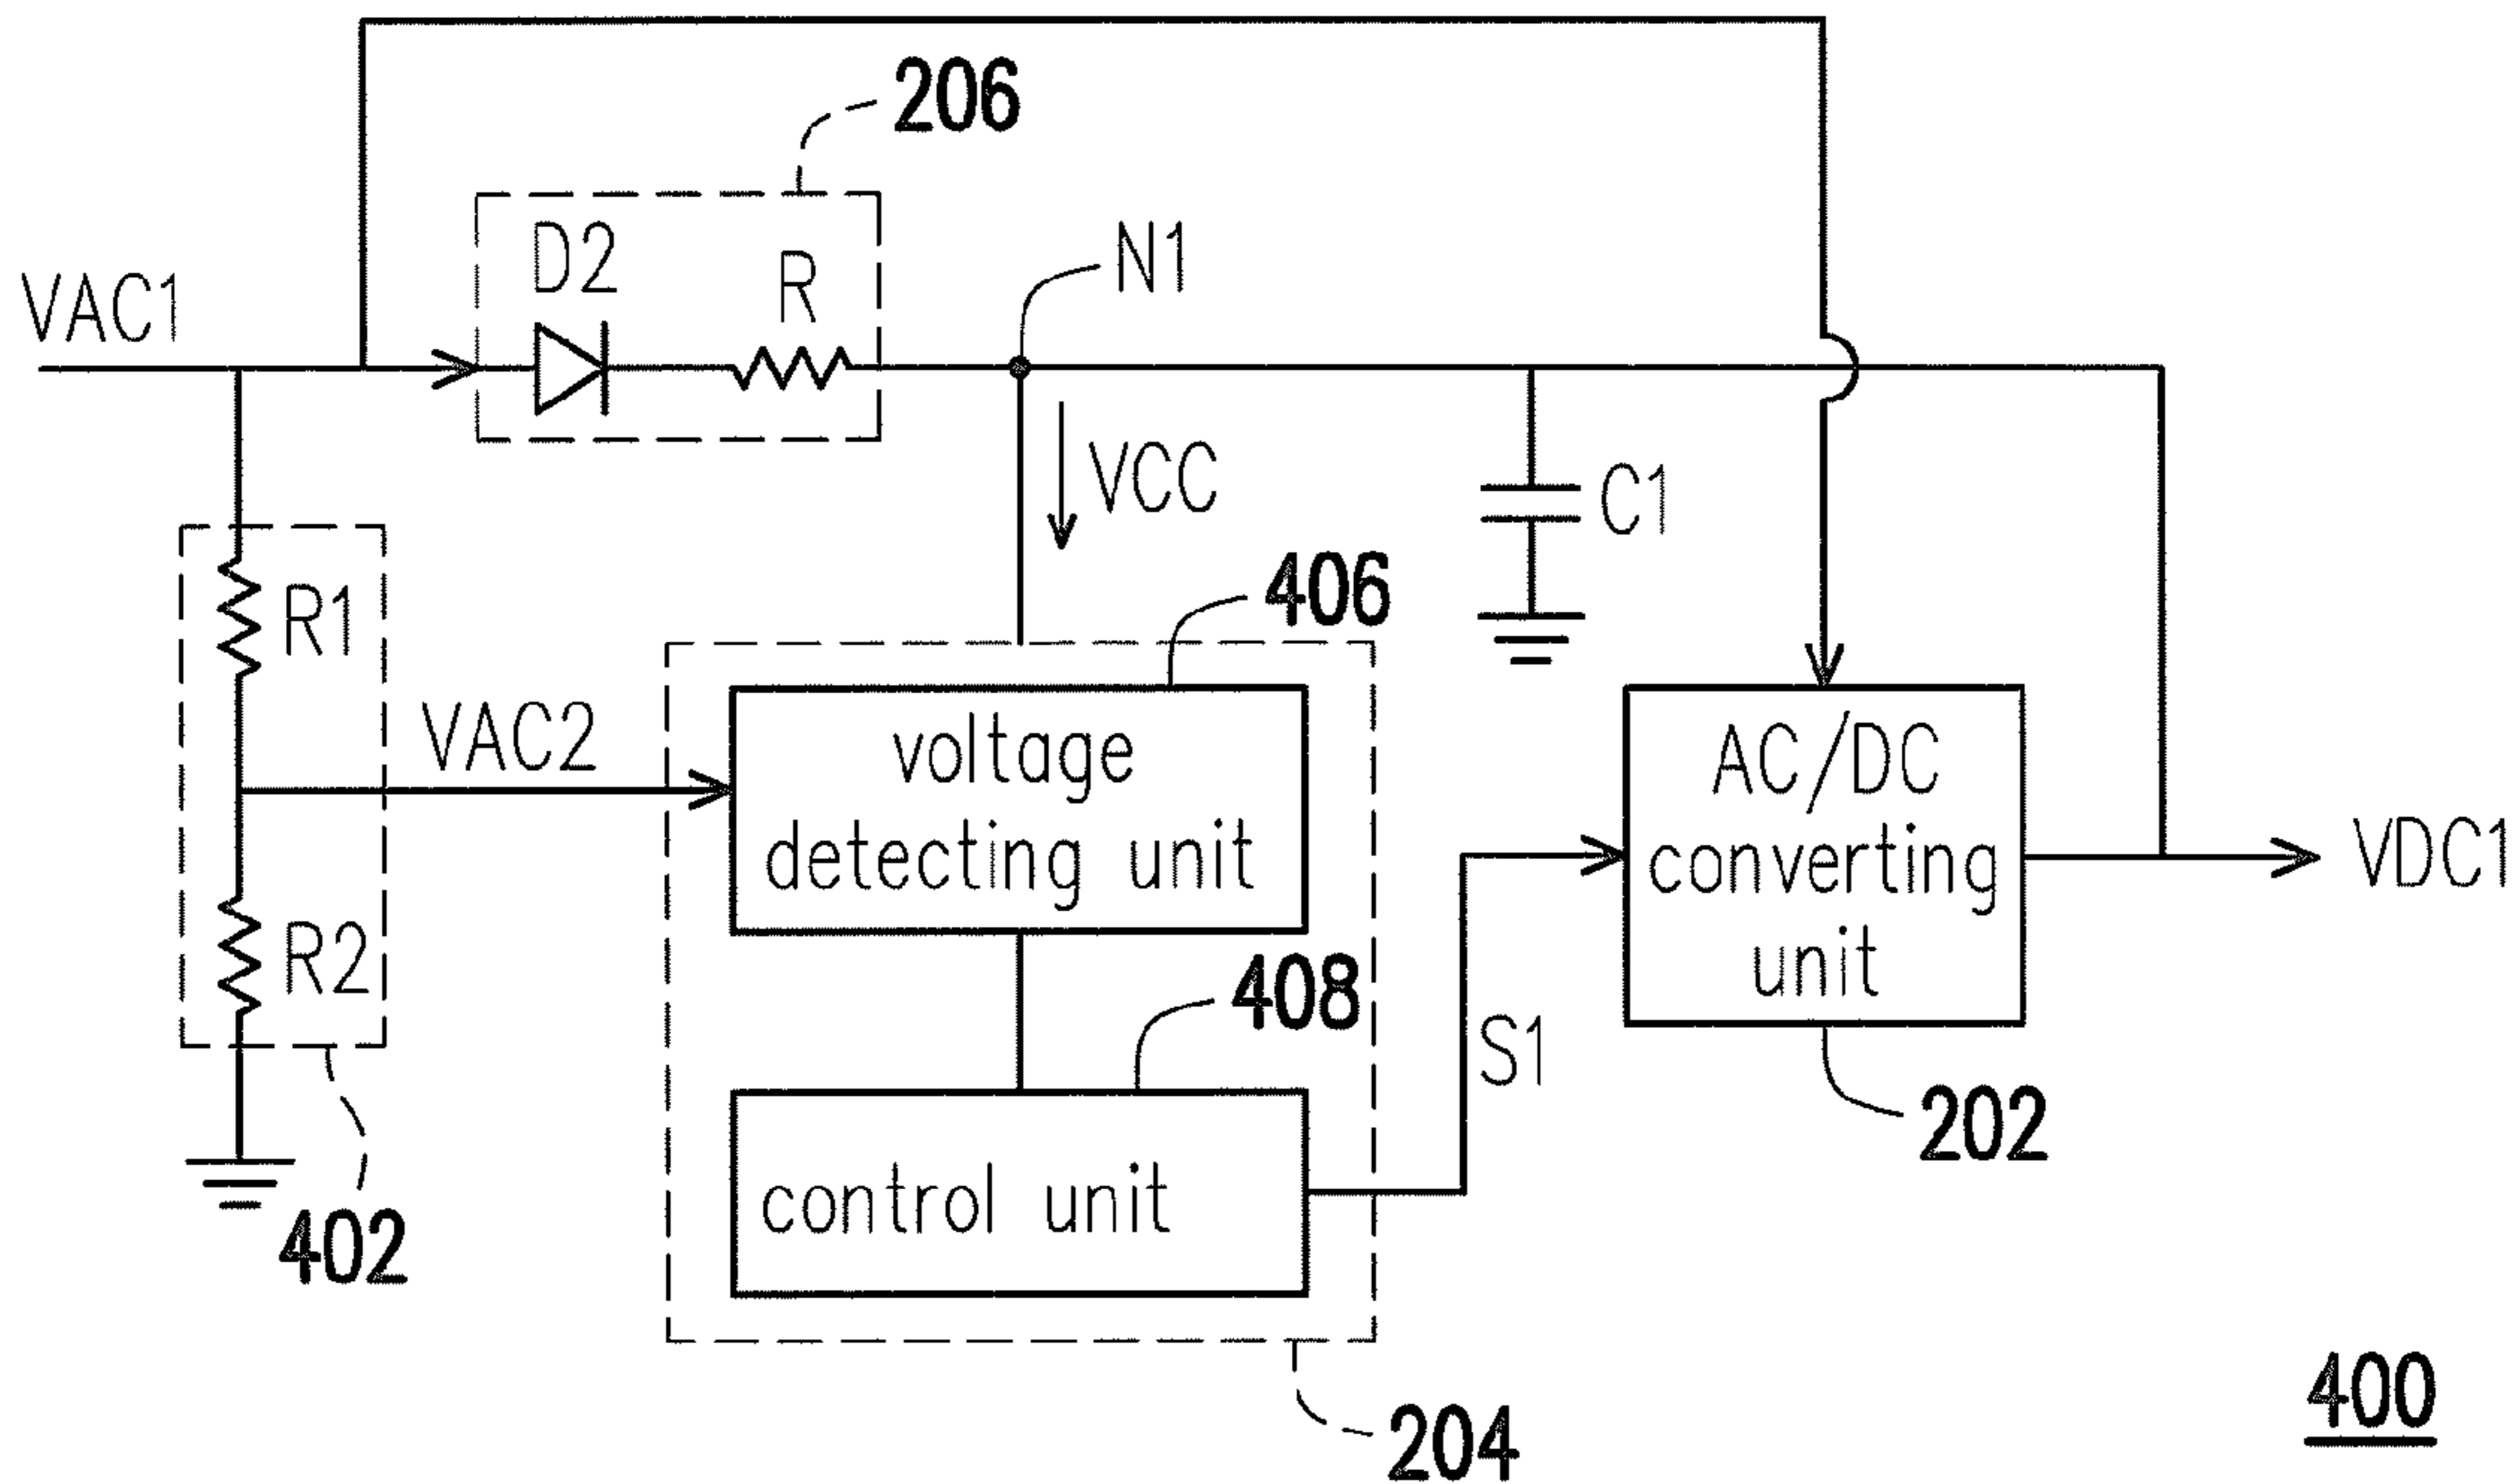 206
D2
R
N1
VAC1
VCC
C1
406
R1
VAC2
voltage
detecting unit
AC/DC
converting
unit
VDC1
R2
408
S1
202
control unit
402
400
204